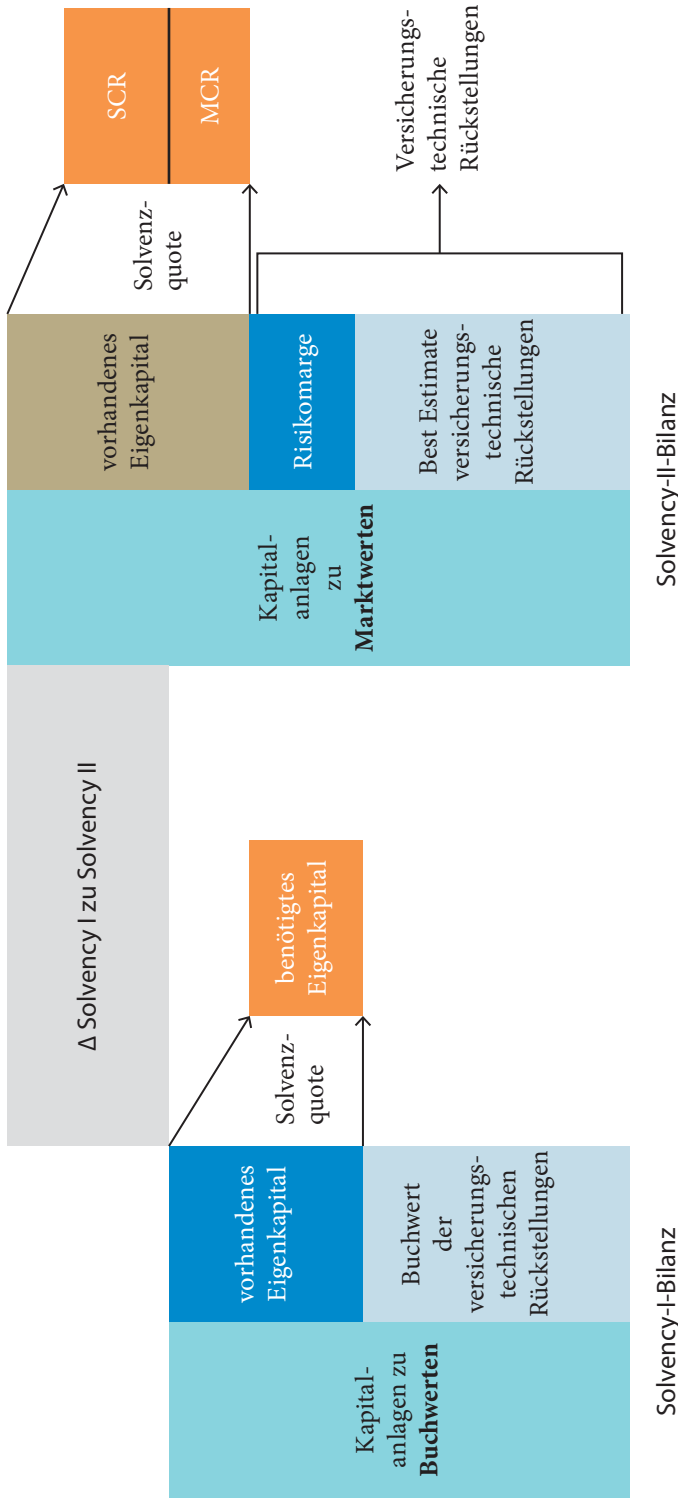 Kapital-
anlagen zu
Buchwerten
vorhandenes
Eigenkapital
Buchwert
der
versicherungs-
technischen
Rückstellungen
Solvenz-
quote
benötigtes
Eigenkapital
Solvency-I-Bilanz
Δ Solvency I zu Solvency II
Kapital-
anlagen
zu
Marktwerten
vorhandenes
Eigenkapital
Risikomarge
Best Estimate
versicherungs-
technische
Rückstellungen
Solvenz-
quote
SCR
MCR
Versicherungs-
technische
Rückstellungen
Solvency-II-Bilanz